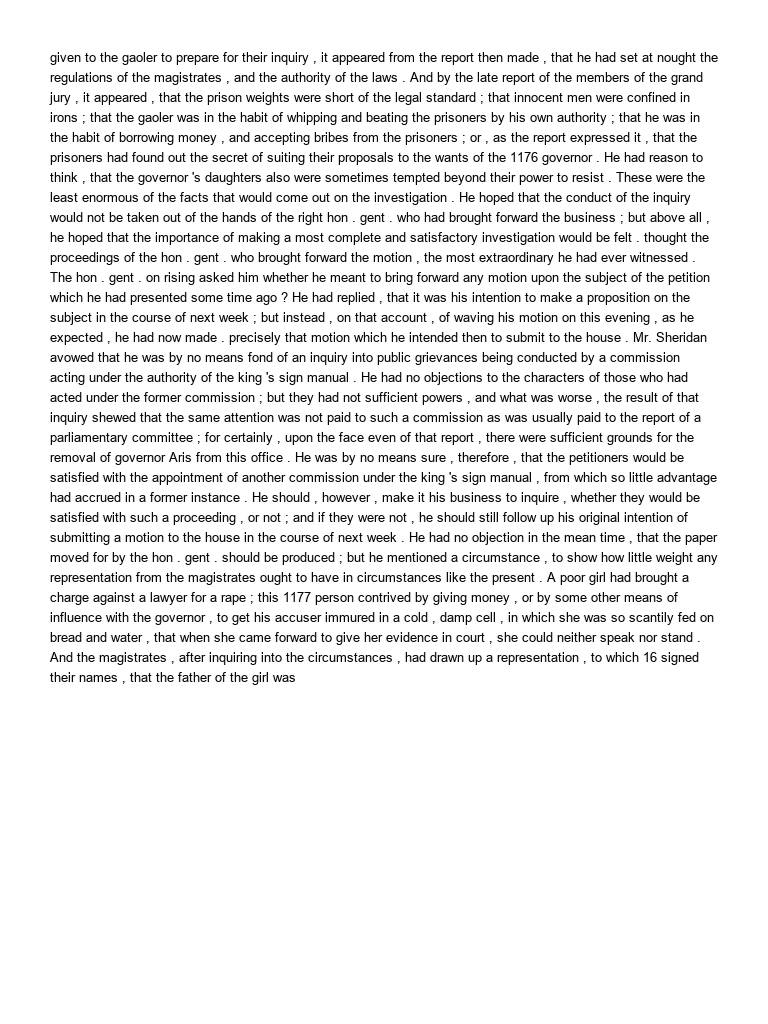 given to the gaoler to prepare for their inquiry , it appeared from the report then made , that he had set at nought the
regulations of the magistrates , and the authority of the laws . And by the late report of the members of the grand
jury , it appeared , that the prison weights were short of the legal standard ; that innocent men were confined in
irons ; that the gaoler was in the habit of whipping and beating the prisoners by his own authority ; that he was in
the habit of borrowing money , and accepting bribes from the prisoners ; or , as the report expressed it , that the
prisoners had found out the secret of suiting their proposals to the wants of the 1176 governor . He had reason to
think , that the governor 's daughters also were sometimes tempted beyond their power to resist . These were the
least enormous of the facts that would come out on the investigation . He hoped that the conduct of the inquiry
would not be taken out of the hands of the right hon . gent . who had brought forward the business ; but above all ,
he hoped that the importance of making a most complete and satisfactory investigation would be felt . thought the
proceedings of the hon . gent . who brought forward the motion , the most extraordinary he had ever witnessed .
The hon . gent . on rising asked him whether he meant to bring forward any motion upon the subject of the petition
which he had presented some time ago ? He had replied , that it was his intention to make a proposition on the
subject in the course of next week ; but instead , on that account , of waving his motion on this evening , as he
expected , he had now made . precisely that motion which he intended then to submit to the house . Mr. Sheridan
avowed that he was by no means fond of an inquiry into public grievances being conducted by a commission
acting under the authority of the king 's sign manual . He had no objections to the characters of those who had
acted under the former commission ; but they had not sufficient powers , and what was worse , the result of that
inquiry shewed that the same attention was not paid to such a commission as was usually paid to the report of a
parliamentary committee ; for certainly , upon the face even of that report , there were sufficient grounds for the
removal of governor Aris from this office . He was by no means sure , therefore , that the petitioners would be
satisfied with the appointment of another commission under the king 's sign manual , from which so little advantage
had accrued in a former instance . He should , however , make it his business to inquire , whether they would be
satisfied with such a proceeding , or not ; and if they were not , he should still follow up his original intention of
submitting a motion to the house in the course of next week . He had no objection in the mean time , that the paper
moved for by the hon . gent . should be produced ; but he mentioned a circumstance , to show how little weight any
representation from the magistrates ought to have in circumstances like the present . A poor girl had brought a
charge against a lawyer for a rape ; this 1177 person contrived by giving money , or by some other means of
influence with the governor , to get his accuser immured in a cold , damp cell , in which she was so scantily fed on
bread and water , that when she came forward to give her evidence in court , she could neither speak nor stand .
And the magistrates , after inquiring into the circumstances , had drawn up a representation , to which 16 signed
their names , that the father of the girl was